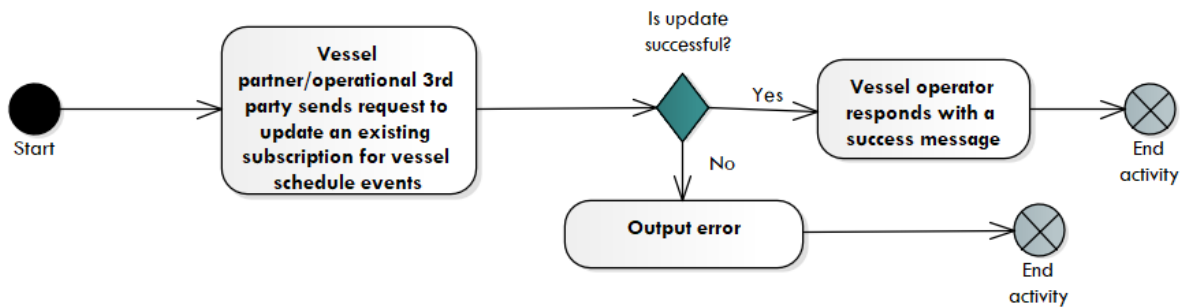 Start
Vessel
partner/operational 3rd
party sends request to
update an existing
subscription for vessel
schedule events
Is update
successful?
Yes
Vessel operator
responds with a
success message
End
activity
No
Output error
End
activity